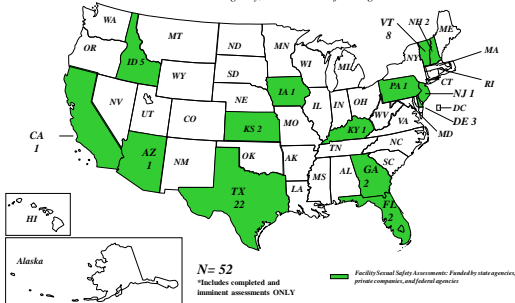 WA
MT
ND
MN
VT
8
NH 2
ME
OR
ID 5
SD
WI
MI
NY
MA
WY
RI
CT
IA 1
PA 1
NV
NE
NJ 1
UT
IL
IN
OH
DC
CO
KS 2
MO
WV
VA
DE 3
CA
1
KY 1
MD
AZ
1
NM
OK
TN
NC
AK
SC
MS
AL
GA
2
TX
22
LA
HI
FL
2
Alaska
N= 52
*Includes completed and
imminent assessments ONLY
Facility Sexual Safety Assessments: Funded by state agencies,
private companies, and federal agencies